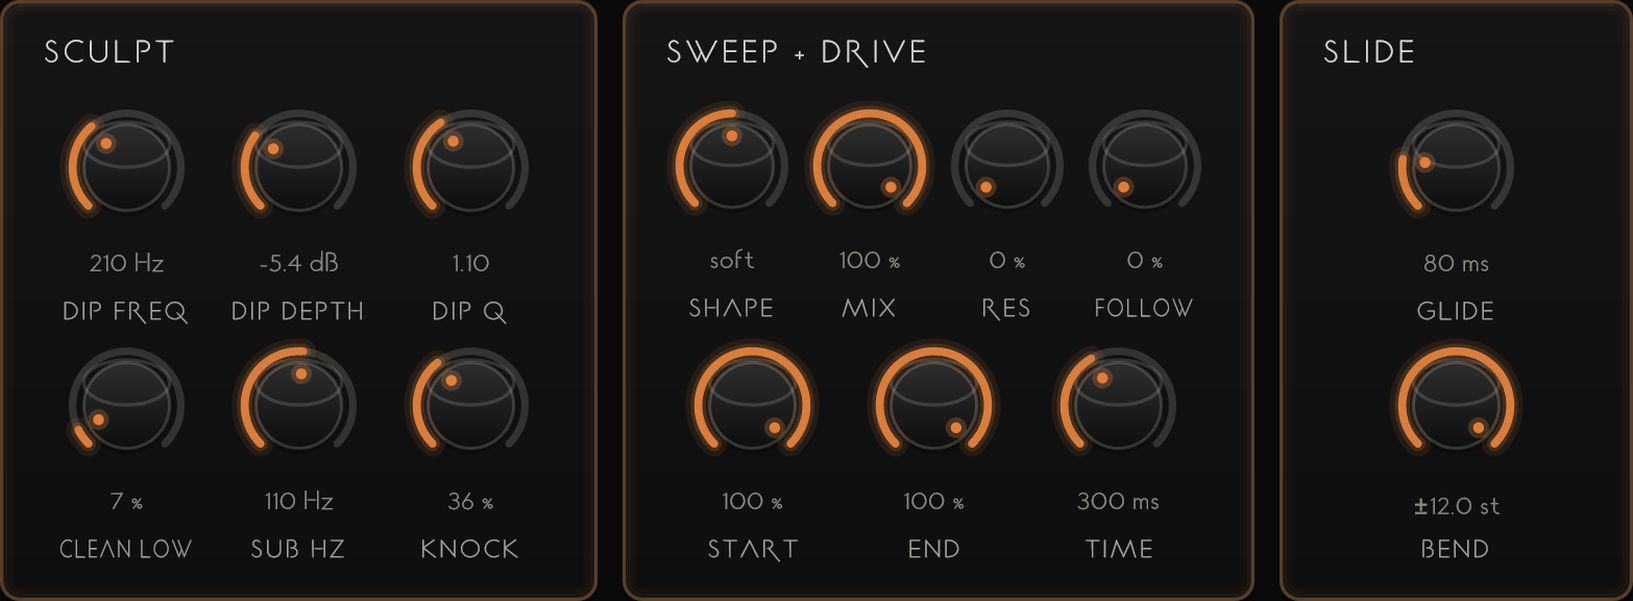 SCULPT
210 Hz -5.4 dB 1.10
DIP FREQ DIP DEPTH DIP Q
7 % 110 Hz 36 %
CLEAN LOW SUB HZ KNOCK
SWEEP + DRIVE
soft 100 % 0 % 0 %
SHAPE MIX RES FOLLOW
100 % 100 % 300 ms
START END TIME
SLIDE
80 ms
GLIDE
±12.0 st
BEND